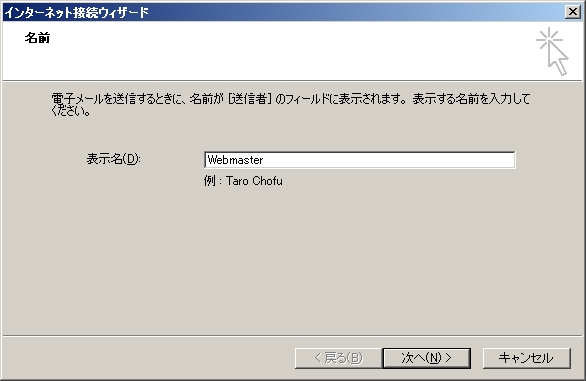 インターネット接続ウィザード
名前
電子メールを送信するときに、名前が [送信者] のフィールドに表示されます。表示する名前を入力して
ください。
表示名(D):
Webmaster
例 : Taro Chofu
< 戻る(B)
次へ(N) >
キャンセル